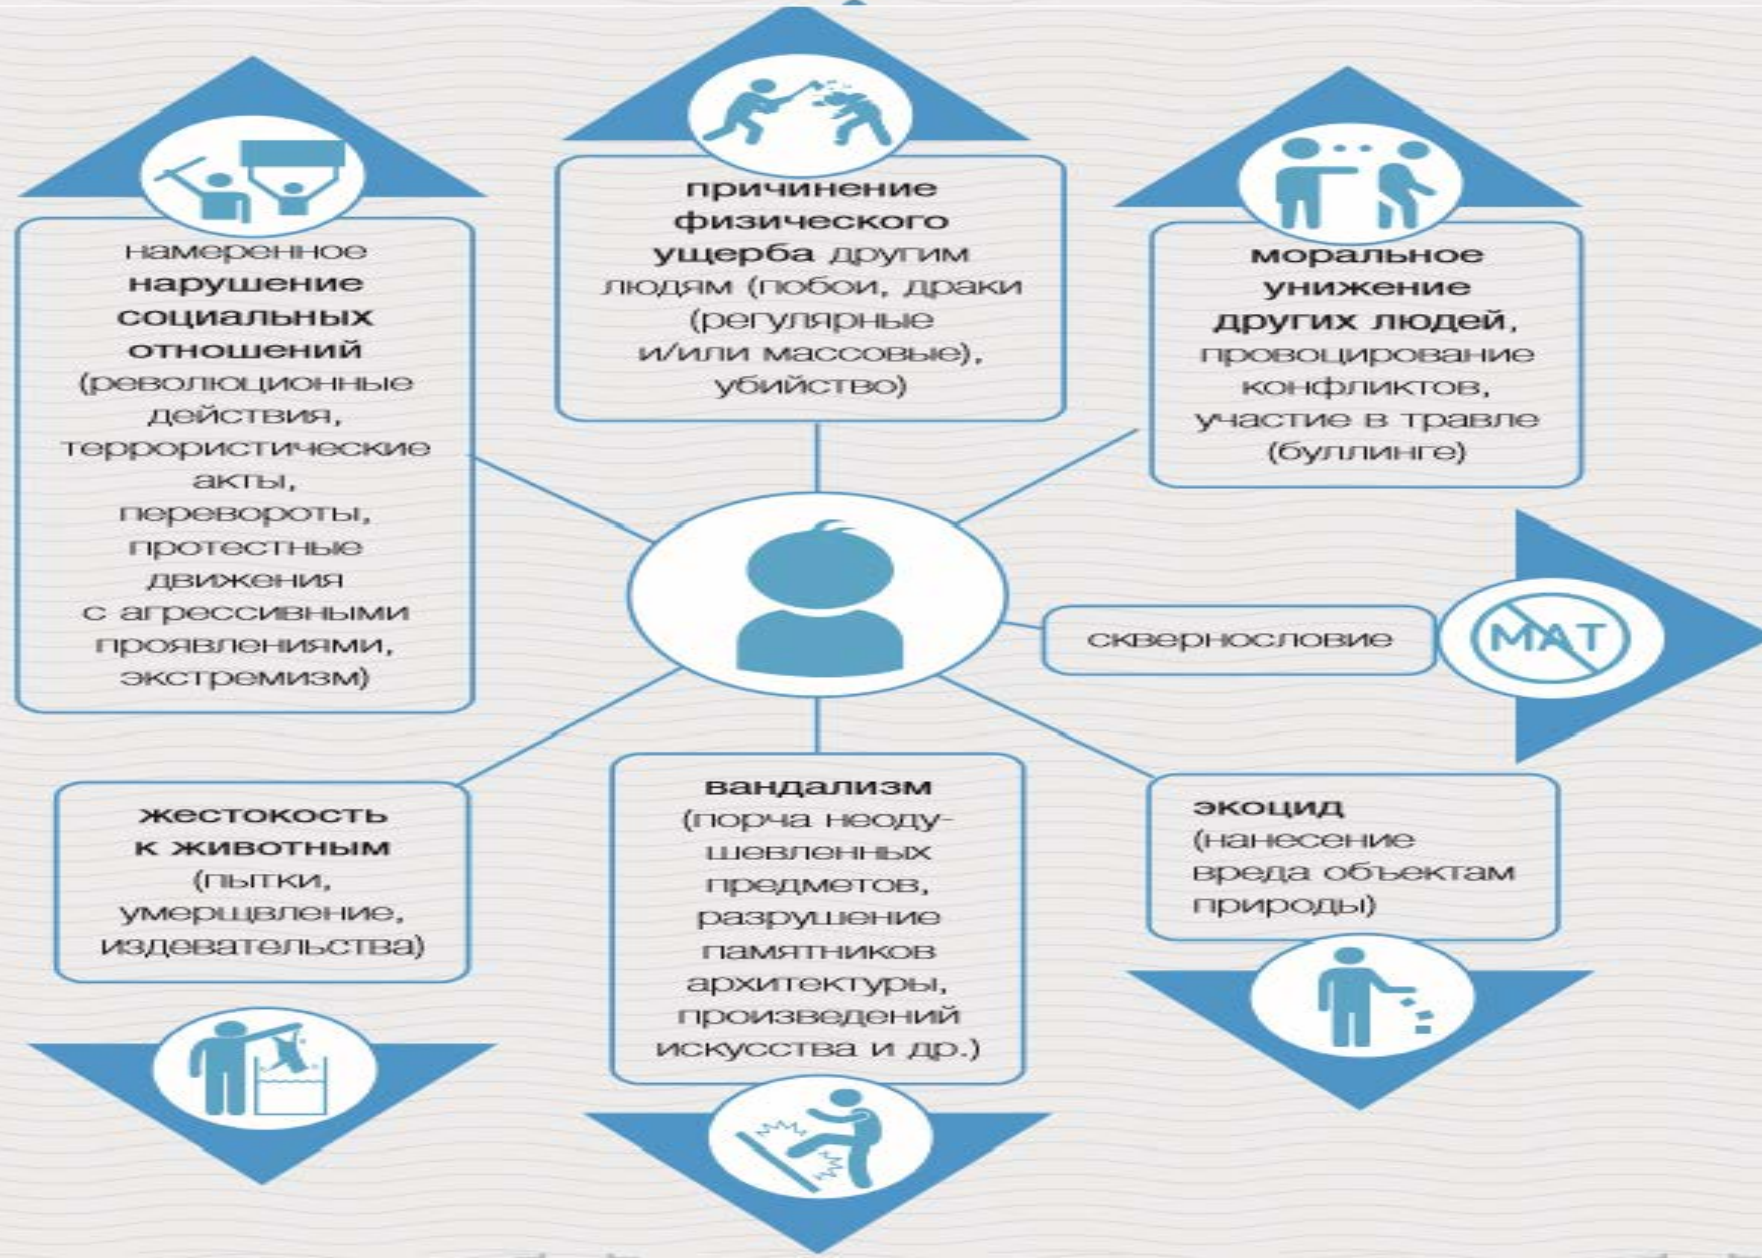 намеренное
нарушение
социальных
отношений
(революционные
действия,
террористические
акты,
перевороты,
протестные
движения
с агрессивными
проявлениями,
экстремизм)
причинение
физического
ущерба другим
людям (побои, драки
(регулярные
и/или массовые),
убийство)
моральное
унижение
других людей,
провоцирование
конфликтов,
участие в травле
(буллинге)
сквернословие
МАТ
жестокость
к животным
(пытки,
умерщвление,
издевательства)
вандализм
(порча неоду-
шевленных
предметов,
разрушение
памятников
архитектуры,
произведений
искусства и др.)
экоцид
(нанесение
вреда объектам
природы)